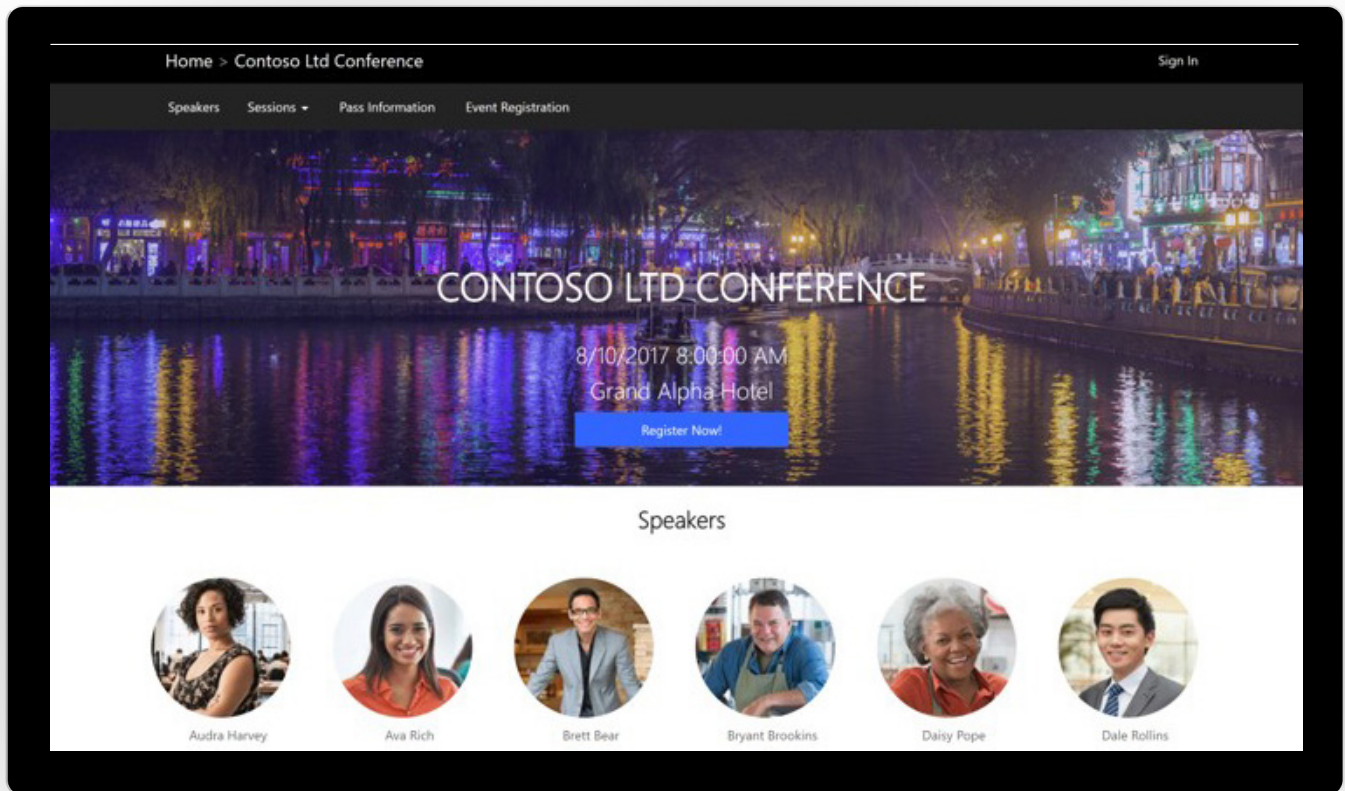 Home > Contoso Ltd Conference Sign In
Speakers Sessions Pass Information Event Registration
CONTOSO LTD CONFERENCE
8/10/2017 8:00:00 AM
Grand Alpha Hotel
Register Now!
Speakers
Audra Harvey Ava Rich Brett Bear Bryant Brookins Daisy Pope Dale Rollins